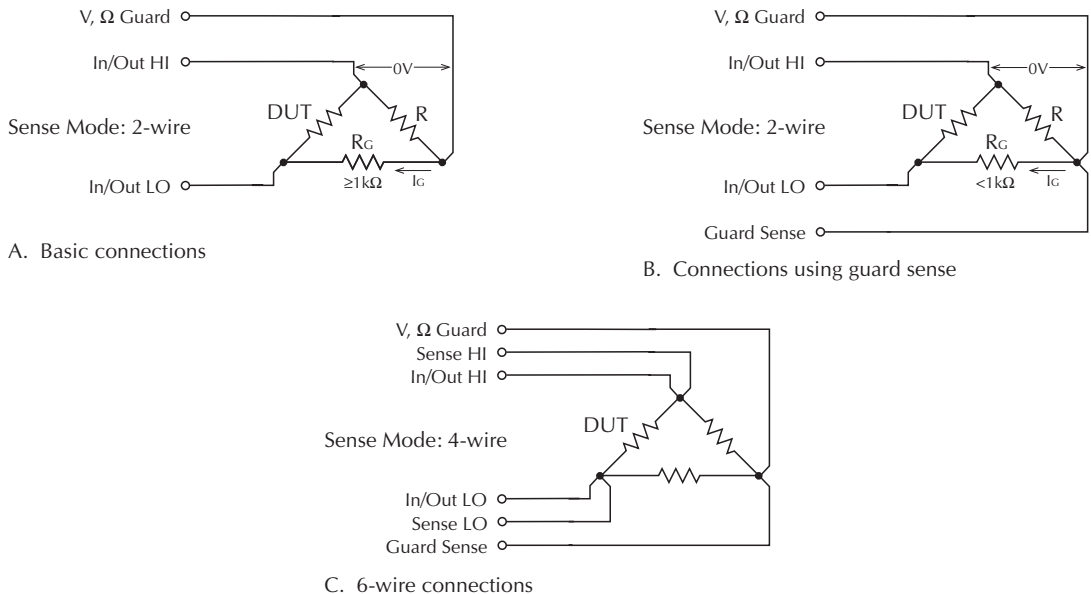 V, Ω Guard
In/Out HI
0V
DUT
R
Sense Mode: 2-wire
RG
≥1kΩ
IG
In/Out LO
A. Basic connections
V, Ω Guard
In/Out HI
0V
DUT
R
Sense Mode: 2-wire
RG
<1kΩ
IG
In/Out LO
Guard Sense
B. Connections using guard sense
V, Ω Guard
Sense HI
In/Out HI
DUT
Sense Mode: 4-wire
In/Out LO
Sense LO
Guard Sense
C. 6-wire connections